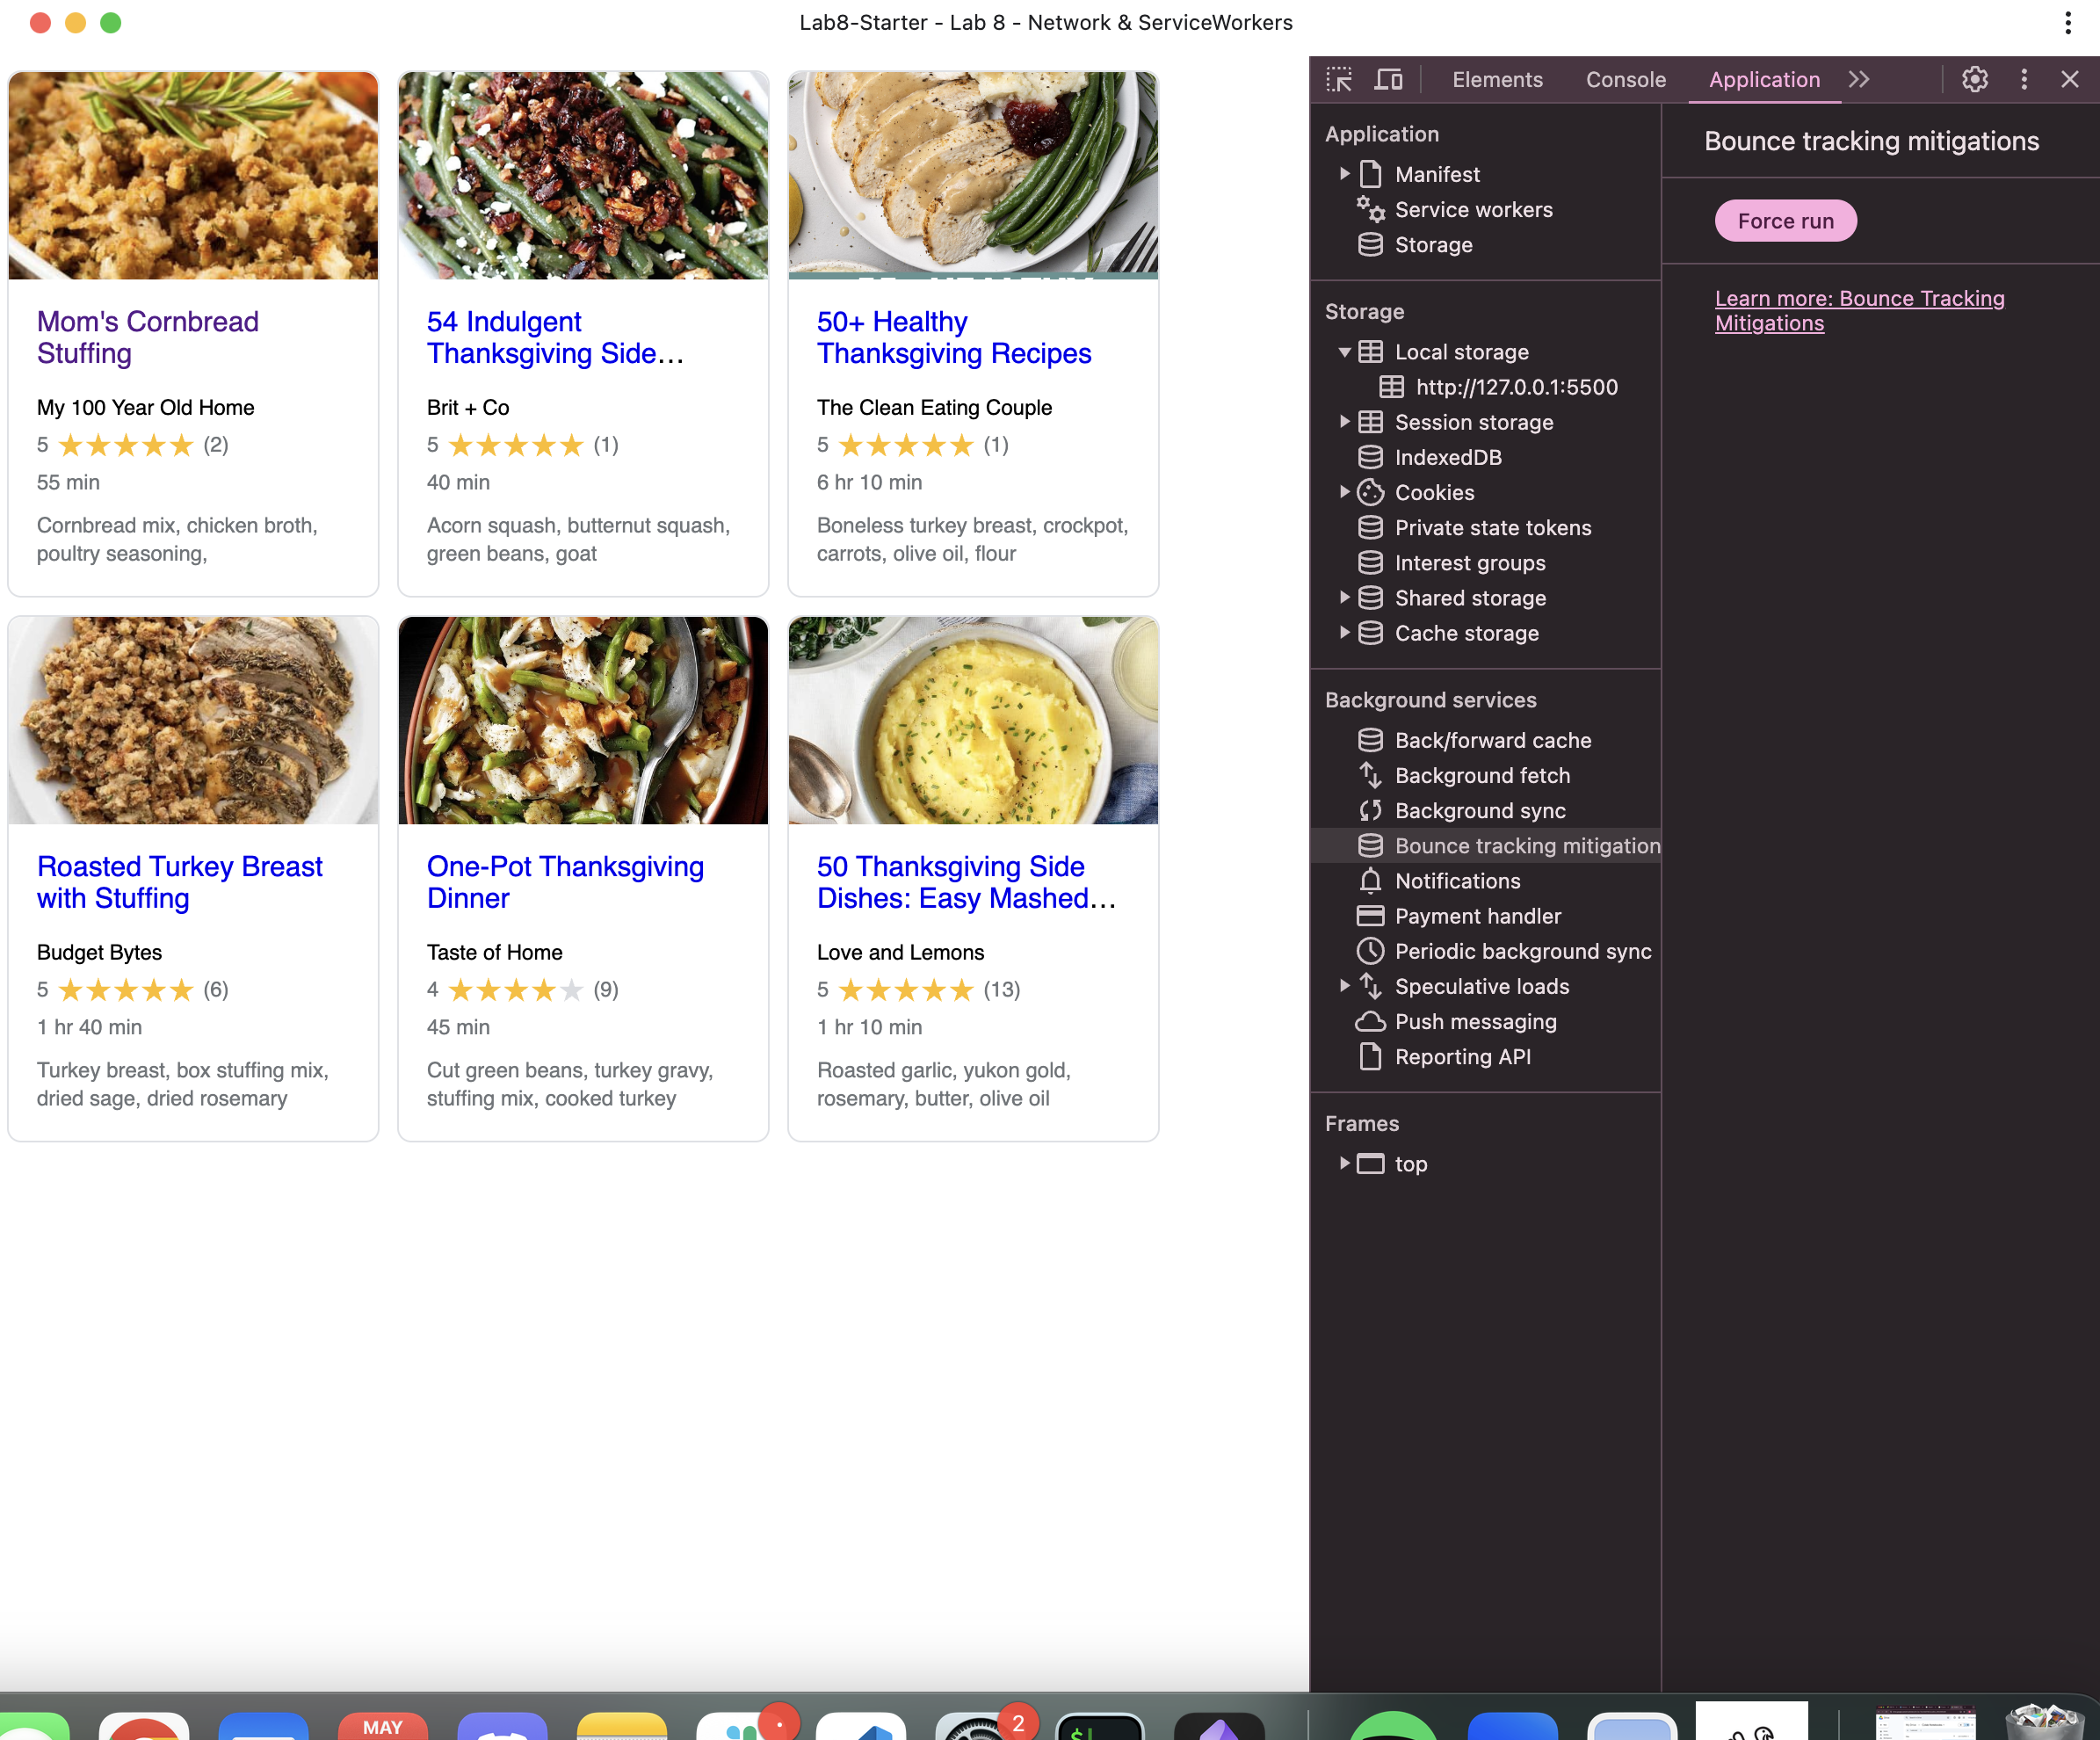 Lab8-Starter - Lab 8 - Network & ServiceWorkers
Mom's Cornbread
Stuffing
My 100 Year Old Home
5 ★★★★★ (2)
55 min
Cornbread mix, chicken broth,
poultry seasoning,
54 Indulgent
Thanksgiving Side…
Brit + Co
5 ★★★★★ (1)
40 min
Acorn squash, butternut squash,
green beans, goat
50+ Healthy
Thanksgiving Recipes
The Clean Eating Couple
5 ★★★★★ (1)
6 hr 10 min
Boneless turkey breast, crockpot,
carrots, olive oil, flour
Roasted Turkey Breast
with Stuffing
Budget Bytes
5 ★★★★★ (6)
1 hr 40 min
Turkey breast, box stuffing mix,
dried sage, dried rosemary
One-Pot Thanksgiving
Dinner
Taste of Home
4 ★★★★★ (9)
45 min
Cut green beans, turkey gravy,
stuffing mix, cooked turkey
50 Thanksgiving Side
Dishes: Easy Mashed…
Love and Lemons
5 ★★★★★ (13)
1 hr 10 min
Roasted garlic, yukon gold,
rosemary, butter, olive oil
Elements Console Application
Application
Manifest
Service workers
Storage
Storage
Local storage
http://127.0.0.1:5500
Session storage
IndexedDB
Cookies
Private state tokens
Interest groups
Shared storage
Cache storage
Background services
Back/forward cache
Background fetch
Background sync
Bounce tracking mitigation
Notifications
Payment handler
Periodic background sync
Speculative loads
Push messaging
Reporting API
Frames
top
Bounce tracking mitigations
Force run
Learn more: Bounce Tracking
Mitigations
MAY
2